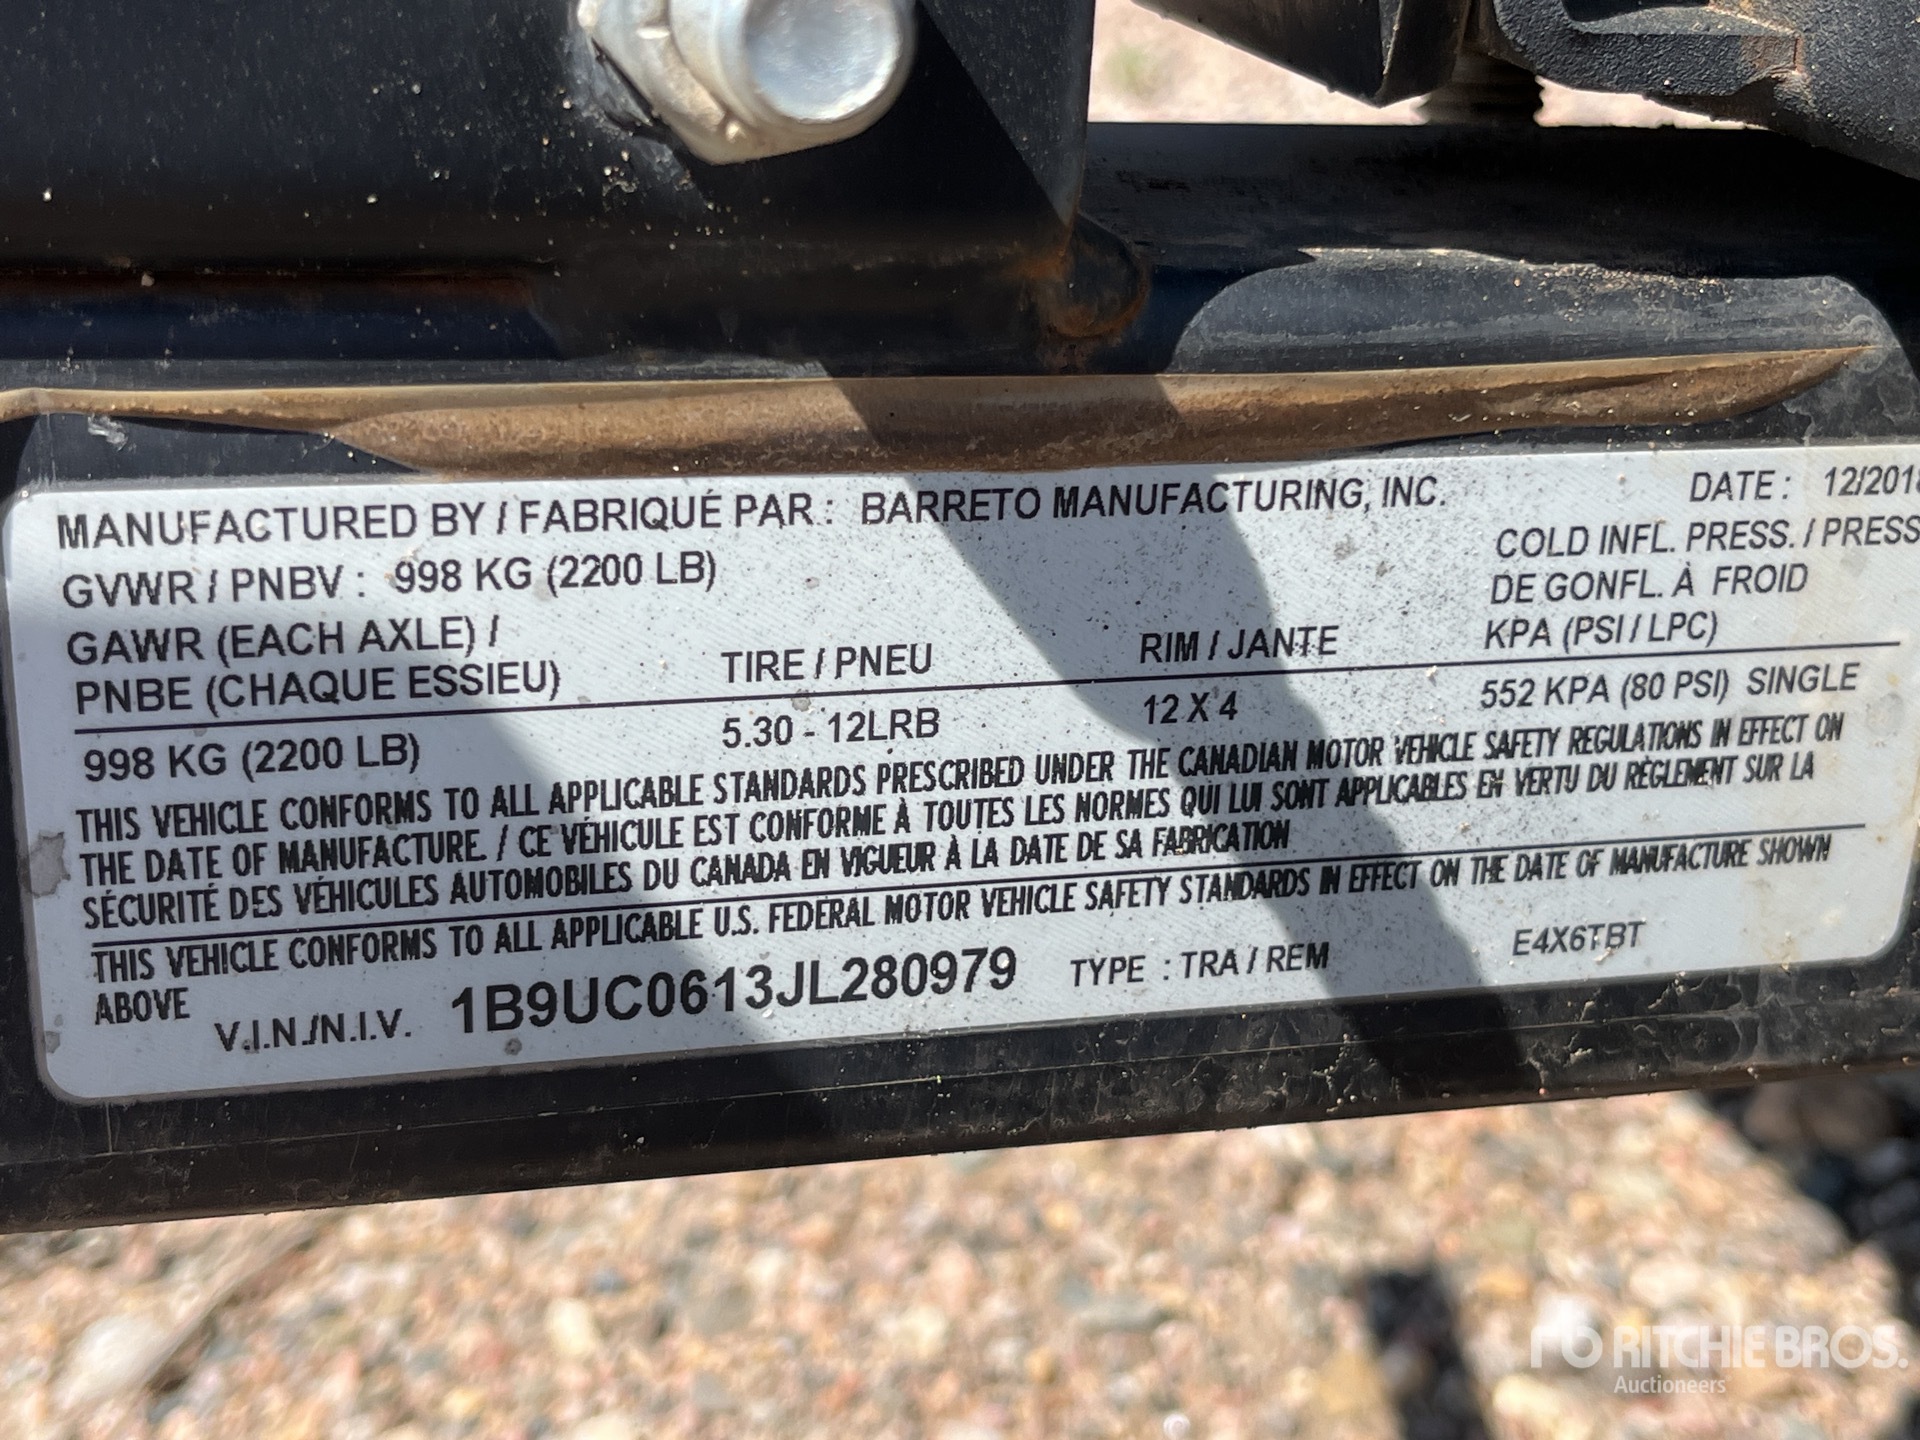 MANUFACTURED BY / FABRIQUÉ PAR : BARRETO MANUFACTURING, INC. DATE : 12/2018
GVWR / PNBV : 998 KG (2200 LB)
COLD INFL. PRESS. / PRESS
DE GONFL. À FROID
KPA (PSI / LPC)
GAWR (EACH AXLE) /
PNBE (CHAQUE ESSIEU) TIRE / PNEU RIM / JANTE
998 KG (2200 LB) 5.30 - 12LRB 12 X 4 552 KPA (80 PSI) SINGLE
THIS VEHICLE CONFORMS TO ALL APPLICABLE STANDARDS PRESCRIBED UNDER THE CANADIAN MOTOR VEHICLE SAFETY REGULATIONS IN EFFECT ON
THE DATE OF MANUFACTURE. / CE VÉHICULE EST CONFORME À TOUTES LES NORMES QUI LUI SONT APPLICABLES EN VERTU DU RÈGLEMENT SUR LA
SÉCURITÉ DES VÉHICULES AUTOMOBILES DU CANADA EN VIGUEUR À LA DATE DE SA FABRICATION
THIS VEHICLE CONFORMS TO ALL APPLICABLE U.S. FEDERAL MOTOR VEHICLE SAFETY STANDARDS IN EFFECT ON THE DATE OF MANUFACTURE SHOWN
ABOVE
V.I.N./N.I.V. 1B9UC0613JL280979 TYPE : TRA / REM E4X6TBT
RITCHIE BROS.
Auctioneers